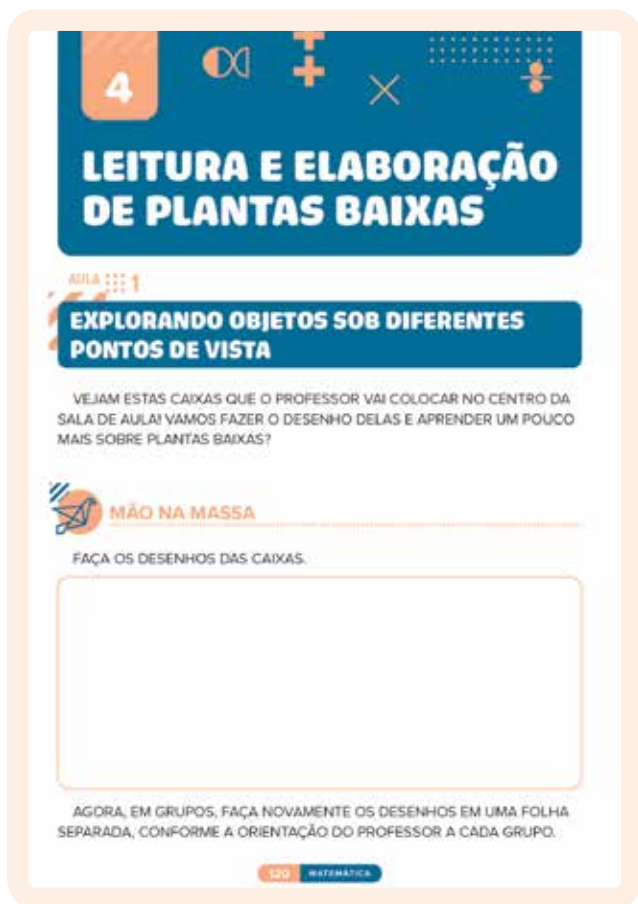 4
LEITURA E ELABORAÇÃO
DE PLANTAS BAIXAS
AULA 1
EXPLORANDO OBJETOS SOB DIFERENTES
PONTOS DE VISTA
VEJAM ESTAS CAIXAS QUE O PROFESSOR VAI COLOCAR NO CENTRO DA
SALA DE AULA! VAMOS FAZER O DESENHO DELAS E APRENDER UM POUCO
MAIS SOBRE PLANTAS BAIXAS?
MÃO NA MASSA
FAÇA OS DESENHOS DAS CAIXAS.
AGORA, EM GRUPOS, FAÇA NOVAMENTE OS DESENHOS EM UMA FOLHA
SEPARADA, CONFORME A ORIENTAÇÃO DO PROFESSOR A CADA GRUPO.
120 MATEMÁTICA